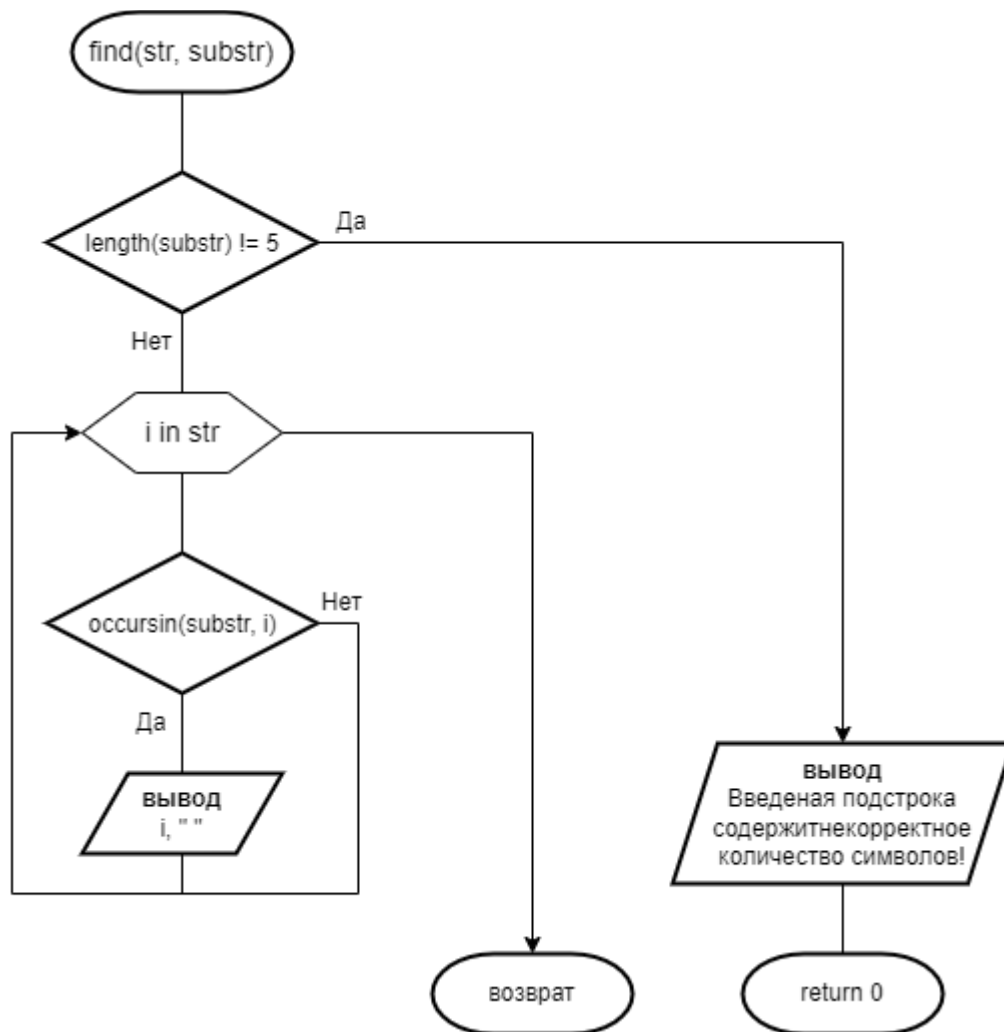 find(str, substr)
length(substr) != 5
Да
Нет
i in str
occursin(substr, i)
Нет
Да
вывод
i, " "
вывод
Введеная подстрока
содержитнекорректное
количество символов!
возврат
return 0